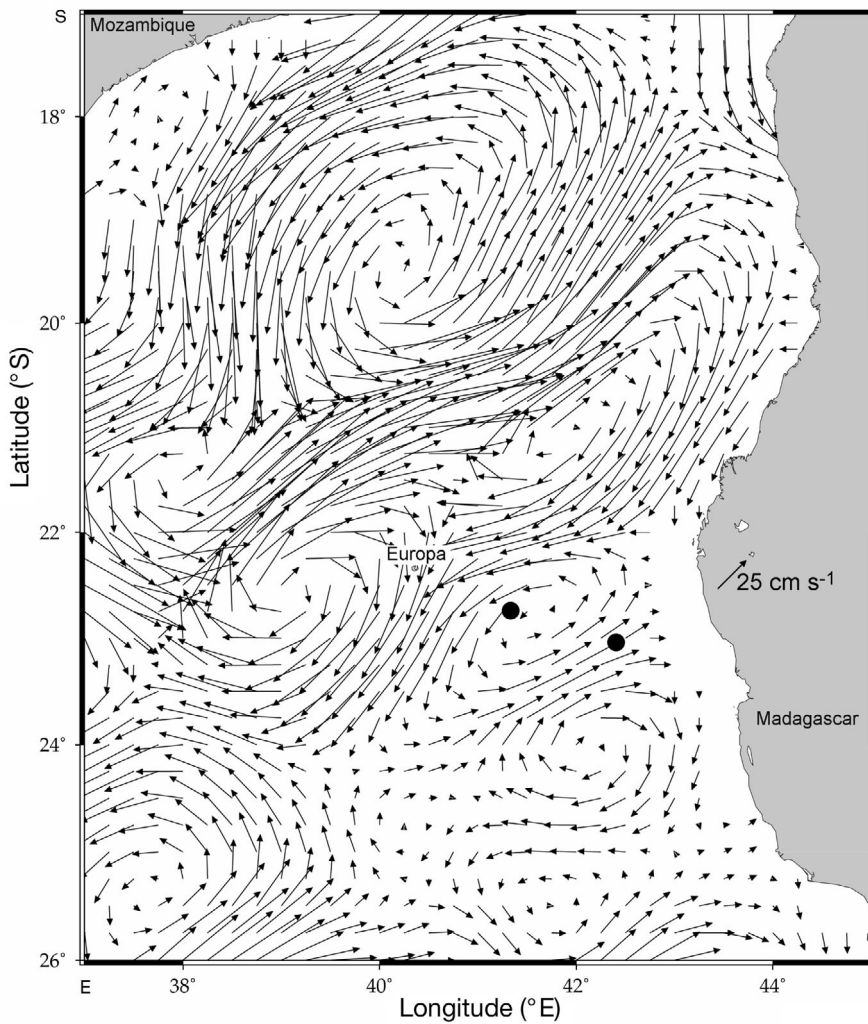 S
Mozambique
18°
20°
Latitude (°S)
22°
Europa
25 cm s-1
Madagascar
24°
26°
E
38°
40°
42°
44°
Longitude (°E)